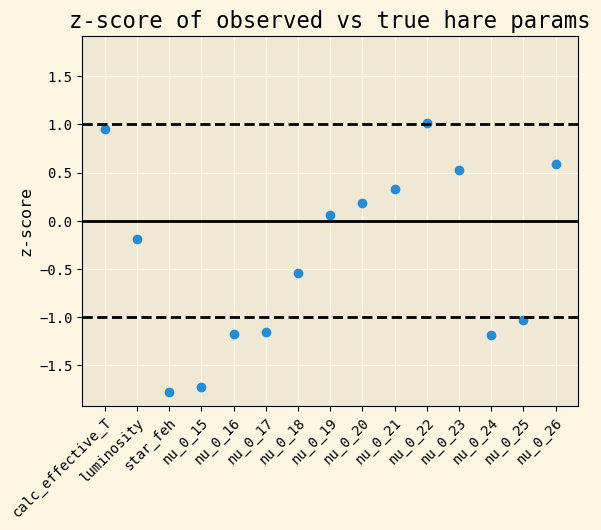 z-score of observed vs true hare params
z-score
1.5
1.0
0.5
0.0
−0.5
−1.0
−1.5
calc_effective_T
luminosity
star_feh
nu_0_15
nu_0_16
nu_0_17
nu_0_18
nu_0_19
nu_0_20
nu_0_21
nu_0_22
nu_0_23
nu_0_24
nu_0_25
nu_0_26